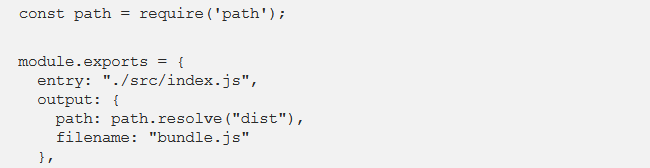 const path = require('path');
module.exports = {
entry: "./src/index.js",
output: {
path: path.resolve("dist"),
filename: "bundle.js"
},